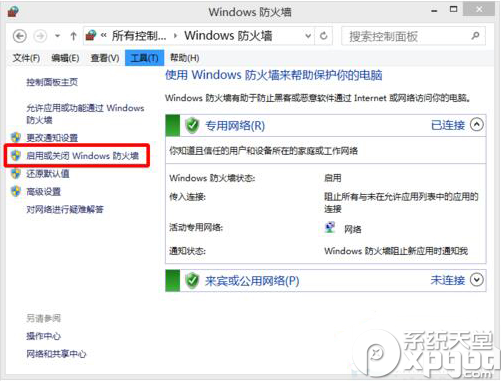 Windows 防火墙
所有控制... Windows 防火墙
搜索控制面板
文件(F) 编辑(E) 查看(V) 工具(T) 帮助(H)
控制面板主页
允许应用或功能通过 Windows
防火墙
更改通知设置
启用或关闭 Windows 防火墙
还原默认值
高级设置
对网络进行疑难解答
另请参阅
操作中心
网络和共享中心
使用 Windows 防火墙来帮助保护你的电脑
Windows 防火墙有助于防止黑客或恶意软件通过 Internet 或网络访问你的电脑。
专用网络(R) 已连接
你知道且信任的用户和设备所在的家庭或工作网络
Windows 防火墙状态: 启用
传入连接: 阻止所有与未在允许应用列表中的应用的
连接
活动专用网络: 网络
通知状态: Windows 防火墙阻止新应用时通知我
来宾或公用网络(P) 未连接
系统天堂
xpgod